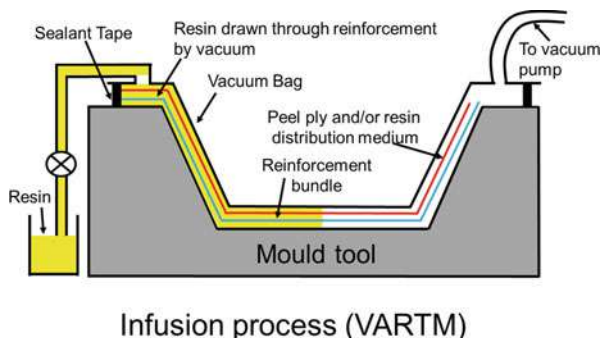 Sealant Tape
Resin drawn through reinforcement
by vacuum
Vacuum Bag
To vacuum
pump
Peel ply and/or resin
distribution medium
Reinforcement
bundle
Resin
Mould tool
Infusion process (VARTM)